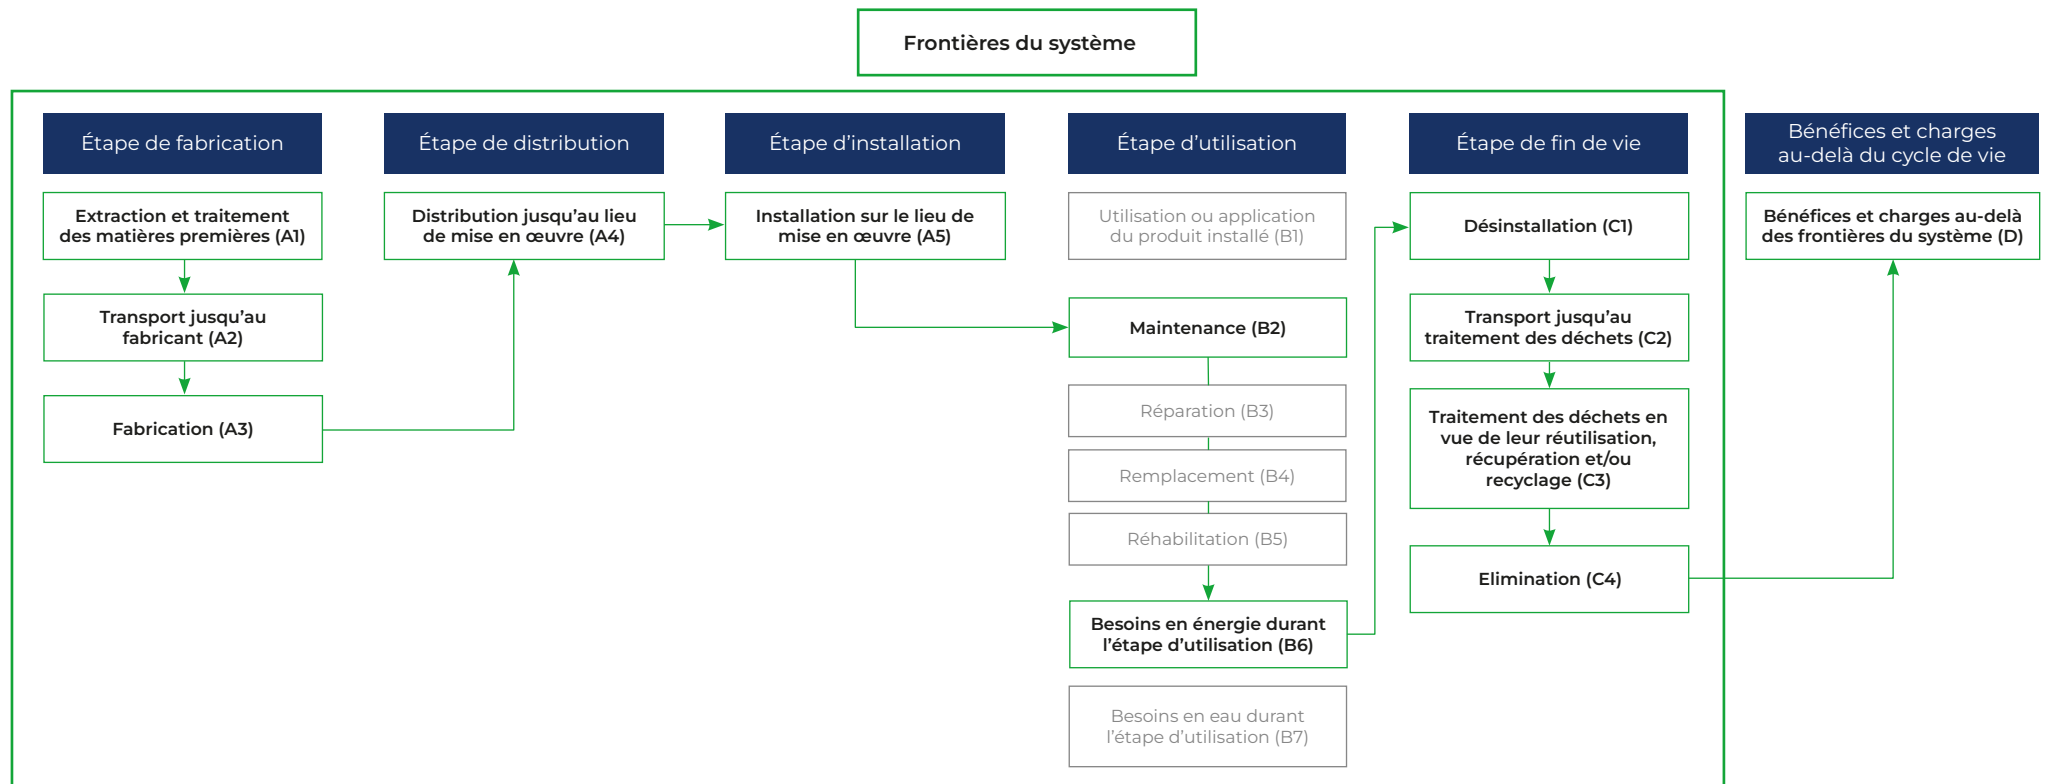 Frontières du système
Étape de fabrication
Extraction et traitement
des matières premières (A1)
Transport jusqu’au
fabricant (A2)
Fabrication (A3)
Étape de distribution
Distribution jusqu’au lieu
de mise en œuvre (A4)
Étape d’installation
Installation sur le lieu de
mise en œuvre (A5)
Étape d’utilisation
Utilisation ou application
du produit installé (B1)
Maintenance (B2)
Réparation (B3)
Remplacement (B4)
Réhabilitation (B5)
Besoins en énergie durant
l’étape d’utilisation (B6)
Besoins en eau durant
l’étape d’utilisation (B7)
Étape de fin de vie
Désinstallation (C1)
Transport jusqu’au
traitement des déchets (C2)
Traitement des déchets en
vue de leur réutilisation,
récupération et/ou
recyclage (C3)
Elimination (C4)
Bénéfices et charges
au-delà du cycle de vie
Bénéfices et charges au-delà
des frontières du système (D)